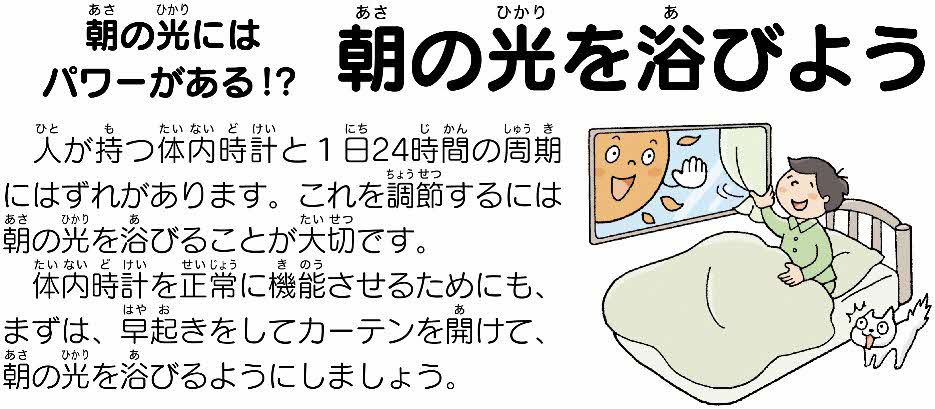 朝の光には
パワーがある!?
朝の光を浴びよう
人が持つ体内時計と1日24時間の周期
にはずれがあります。これを調節するには
朝の光を浴びることが大切です。
体内時計を正常に機能させるためにも、
まずは、早起きをしてカーテンを開けて、
朝の光を浴びるようにしましょう。